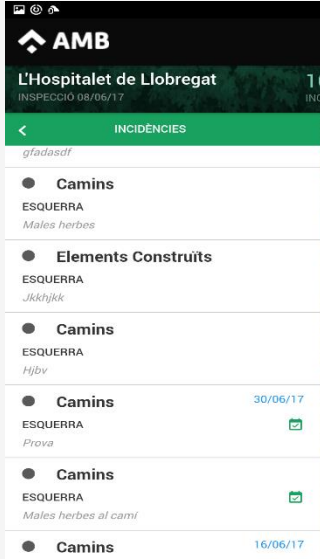 AMB
L'Hospitalet de Llobregat
INSPECCIÓ 08/06/17
INCIDÈNCIES
gfadasdf
Camins
ESQUERRA
Males herbes
Elements Construïts
ESQUERRA
Jkkhjkk
Camins
ESQUERRA
Hjbv
Camins 30/06/17
ESQUERRA
Prova
Camins
ESQUERRA
Males herbes al camí
Camins 16/06/17